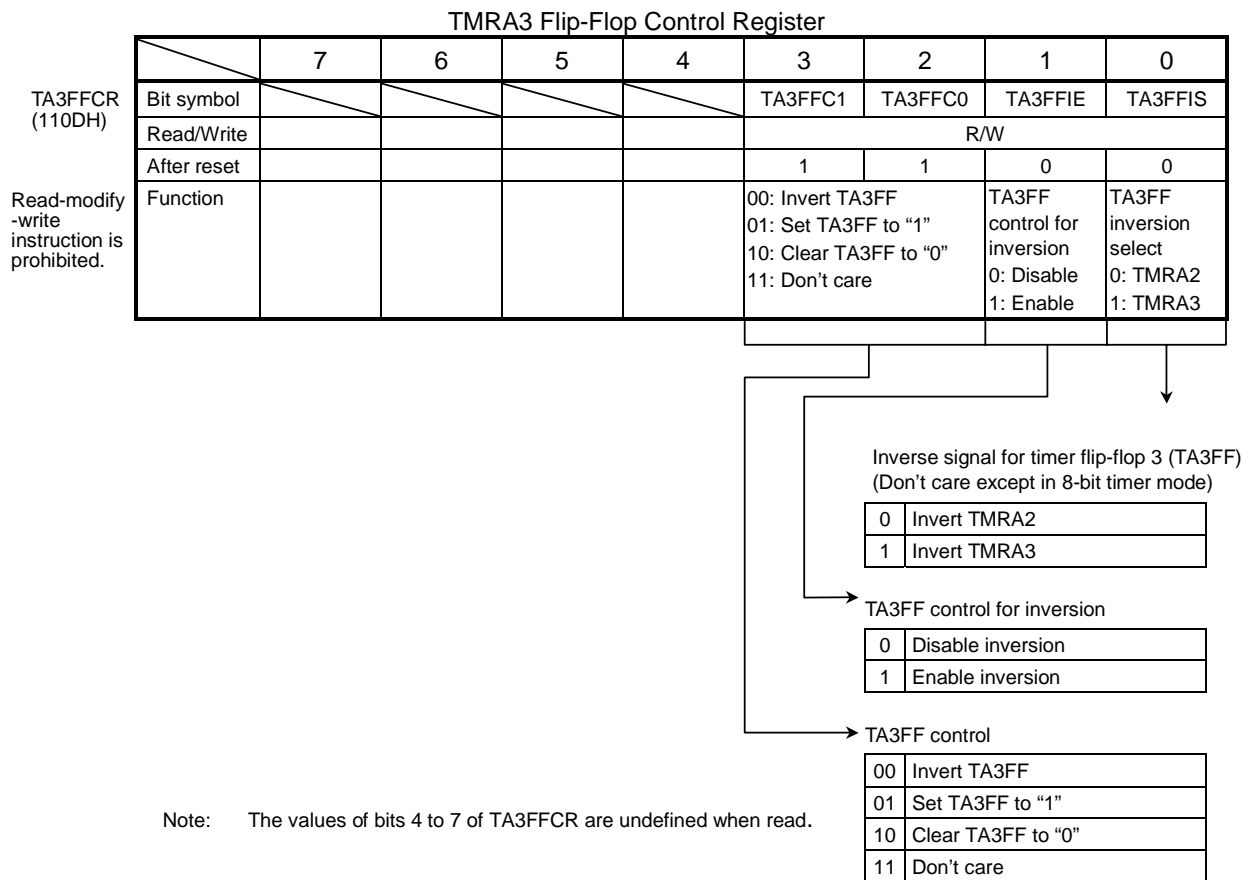 TMRA3 Flip-Flop Control Register
7 6 5 4 3 2 1 0
TA3FFCR
(110DH)
Bit symbol TA3FFC1 TA3FFC0 TA3FFIE TA3FFIS
Read/Write R/W
After reset 1 1 0 0
Read-modify
-write
instruction is
prohibited.
Function
00: Invert TA3FF
01: Set TA3FF to “1”
10: Clear TA3FF to “0”
11: Don’t care
TA3FF
control for
inversion
0: Disable
1: Enable
TA3FF
inversion
select
0: TMRA2
1: TMRA3
Inverse signal for timer flip-flop 3 (TA3FF)
(Don’t care except in 8-bit timer mode)
0 Invert TMRA2
1 Invert TMRA3
TA3FF control for inversion
0 Disable inversion
1 Enable inversion
TA3FF control
00 Invert TA3FF
01 Set TA3FF to “1”
10 Clear TA3FF to “0”
11 Don’t care
Note: The values of bits 4 to 7 of TA3FFCR are undefined when read.